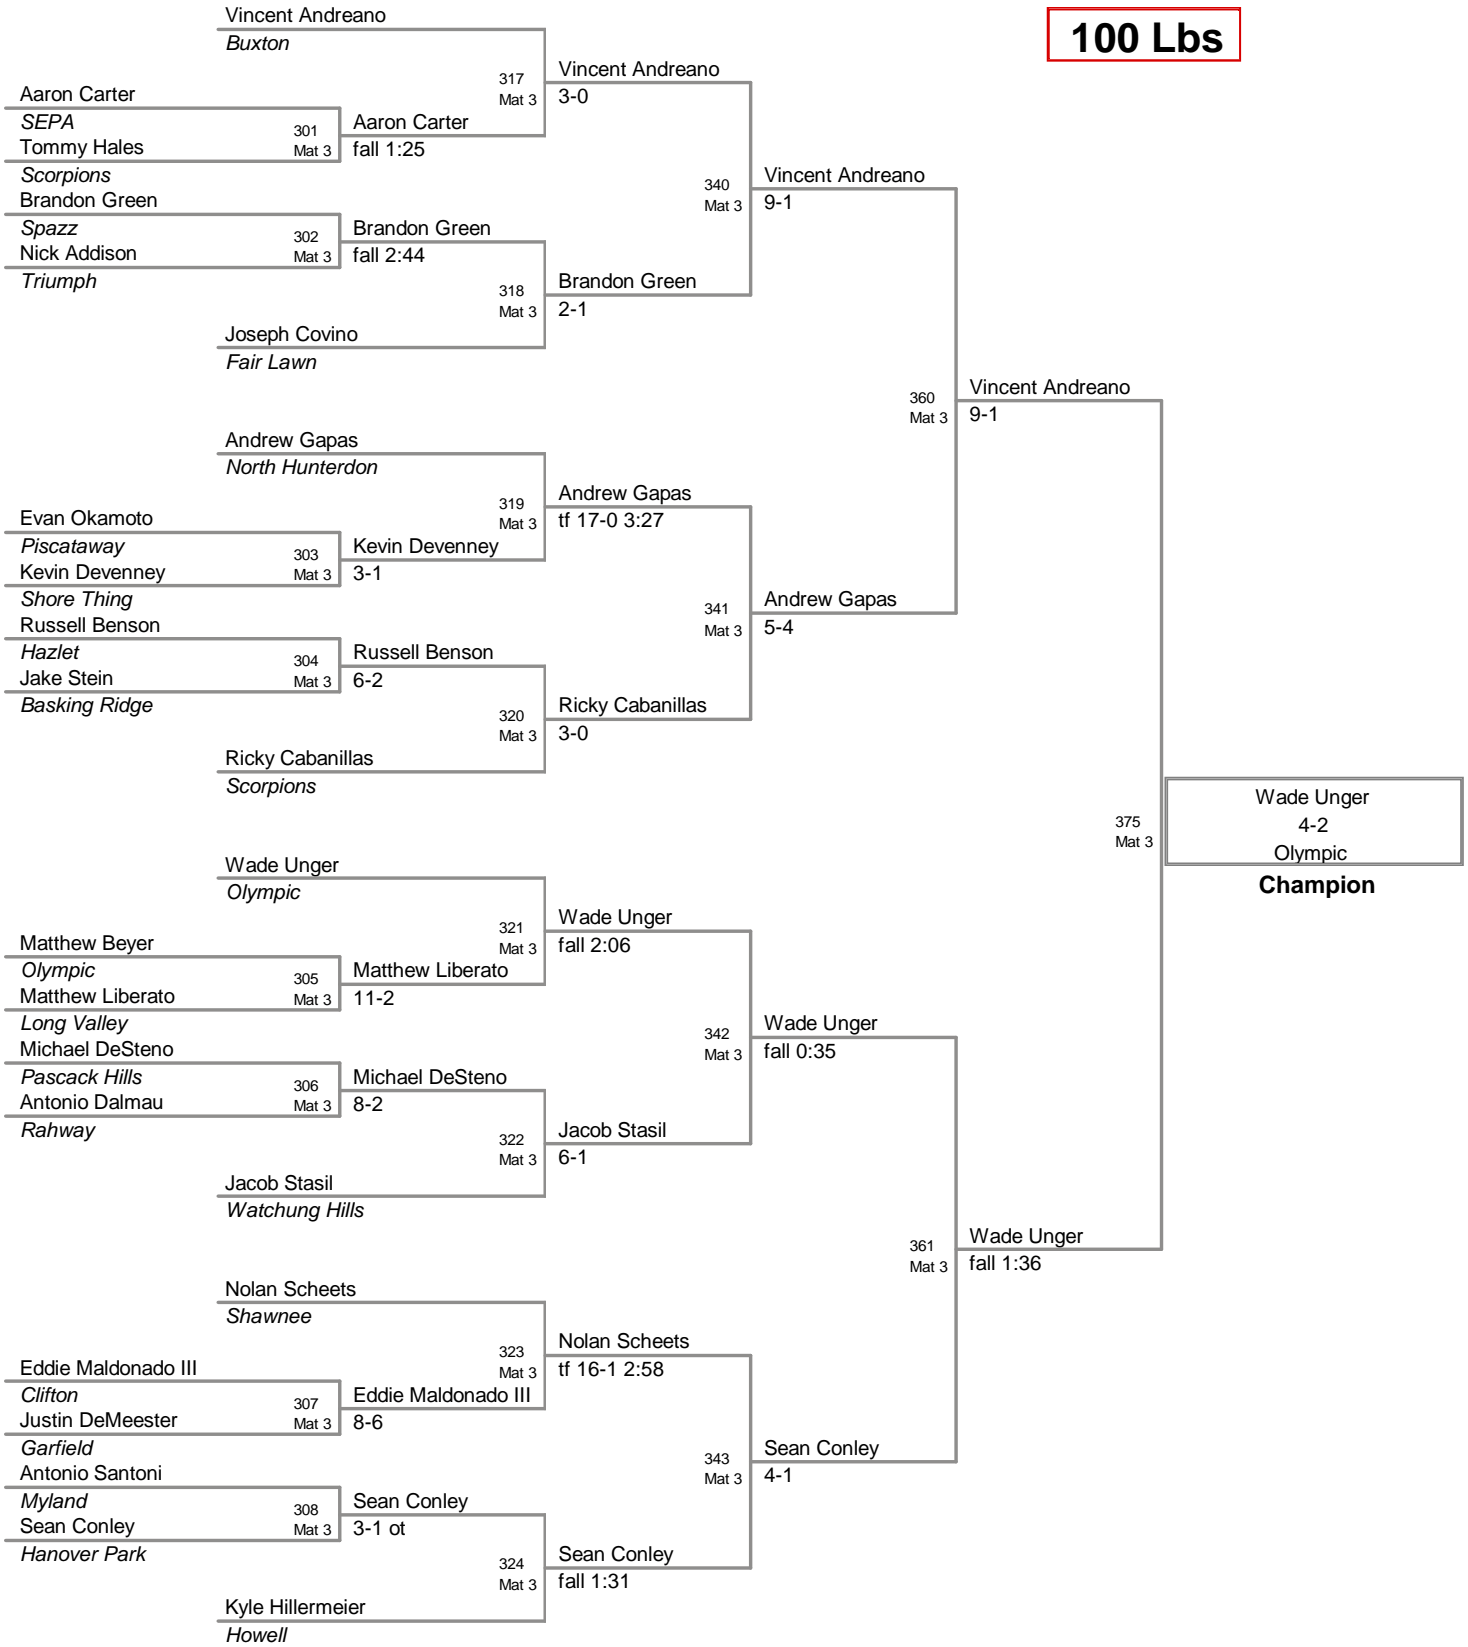 Vincent Andreano
Buxton
100 Lbs
317
Mat 3
Vincent Andreano
3-0
Aaron Carter
SEPA
301
Mat 3
Aaron Carter
fall 1:25
Tommy Hales
Scorpions
340
Mat 3
Vincent Andreano
9-1
Brandon Green
Spazz
302
Mat 3
Brandon Green
fall 2:44
Nick Addison
Triumph
318
Mat 3
Brandon Green
2-1
Joseph Covino
Fair Lawn
360
Mat 3
Vincent Andreano
9-1
Andrew Gapas
North Hunterdon
319
Mat 3
Andrew Gapas
tf 17-0 3:27
Evan Okamoto
Piscataway
303
Mat 3
Kevin Devenney
3-1
Kevin Devenney
Shore Thing
341
Mat 3
Andrew Gapas
5-4
Russell Benson
Hazlet
304
Mat 3
Russell Benson
6-2
Jake Stein
Basking Ridge
320
Mat 3
Ricky Cabanillas
3-0
Ricky Cabanillas
Scorpions
375
Mat 3
Wade Unger
4-2
Olympic
Champion
Wade Unger
Olympic
321
Mat 3
Wade Unger
fall 2:06
Matthew Beyer
Olympic
305
Mat 3
Matthew Liberato
11-2
Matthew Liberato
Long Valley
342
Mat 3
Wade Unger
fall 0:35
Michael DeSteno
Pascack Hills
306
Mat 3
Michael DeSteno
8-2
Antonio Dalmau
Rahway
322
Mat 3
Jacob Stasil
6-1
Jacob Stasil
Watchung Hills
361
Mat 3
Wade Unger
fall 1:36
Nolan Scheets
Shawnee
323
Mat 3
Nolan Scheets
tf 16-1 2:58
Eddie Maldonado III
Clifton
307
Mat 3
Eddie Maldonado III
8-6
Justin DeMeester
Garfield
343
Mat 3
Sean Conley
4-1
Antonio Santoni
Myland
308
Mat 3
Sean Conley
3-1 ot
Sean Conley
Hanover Park
324
Mat 3
Sean Conley
fall 1:31
Kyle Hillermeier
Howell